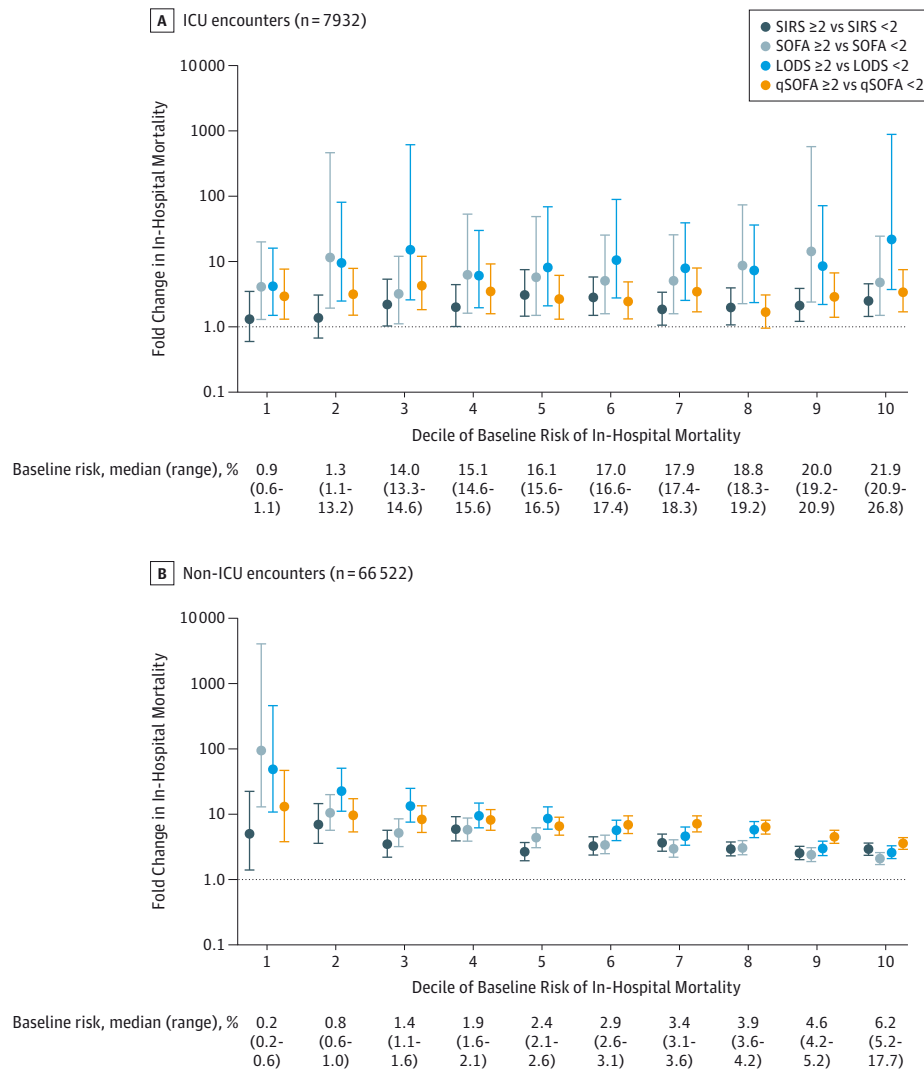 A ICU encounters (n = 7932)
SIRS ≥2 vs SIRS <2
SOFA ≥2 vs SOFA <2
LODS ≥2 vs LODS <2
qSOFA ≥2 vs qSOFA <2
Fold Change in In-Hospital Mortality
10 000
1000
100
10
1.0
0.1
1 2 3 4 5 6 7 8 9 10
Decile of Baseline Risk of In-Hospital Mortality
Baseline risk, median (range), % 0.9 1.3 14.0 15.1 16.1 17.0 17.9 18.8 20.0 21.9
(0.6- (1.1- (13.3- (14.6- (15.6- (16.6- (17.4- (18.3- (19.2- (20.9-
1.1) 13.2) 14.6) 15.6) 16.5) 17.4) 18.3) 19.2) 20.9) 26.8)
B Non-ICU encounters (n = 66 522)
Fold Change in In-Hospital Mortality
10 000
1000
100
10
1.0
0.1
1 2 3 4 5 6 7 8 9 10
Decile of Baseline Risk of In-Hospital Mortality
Baseline risk, median (range), % 0.2 0.8 1.4 1.9 2.4 2.9 3.4 3.9 4.6 6.2
(0.2- (0.6- (1.1- (1.6- (2.1- (2.6- (3.1- (3.6- (4.2- (5.2-
0.6) 1.0) 1.6) 2.1) 2.6) 3.1) 3.6) 4.2) 5.2) 17.7)